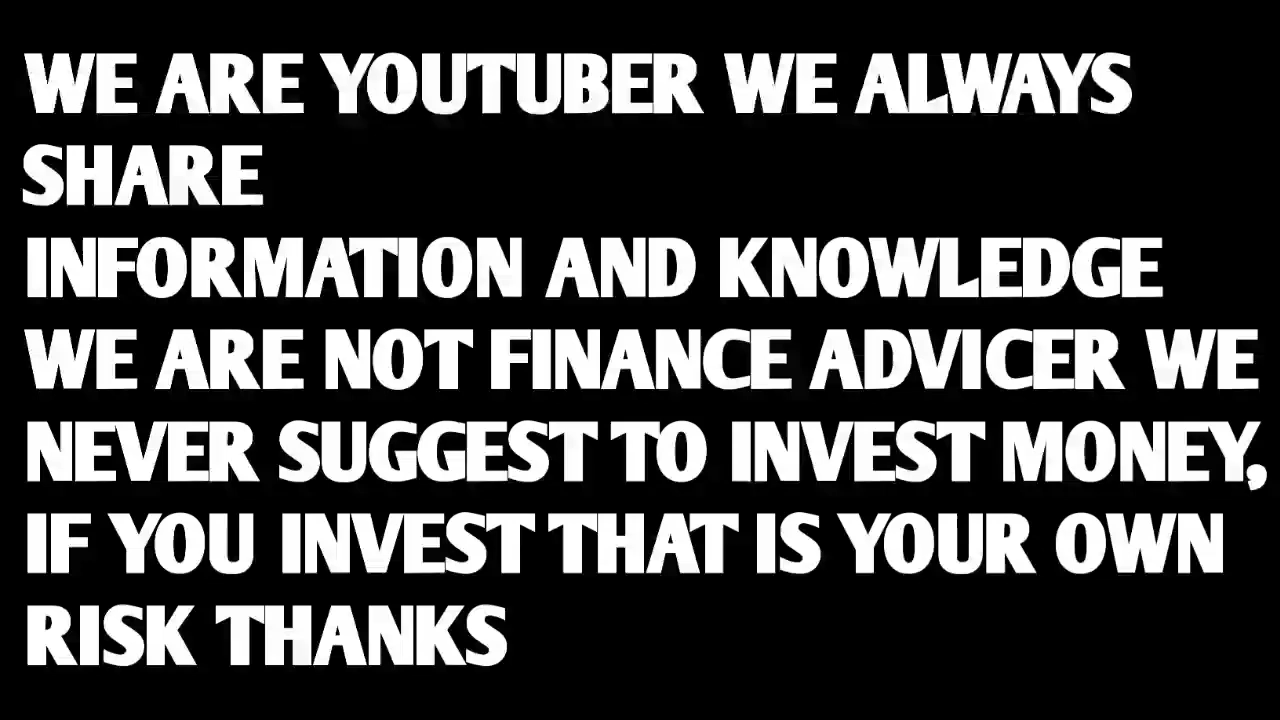 WE ARE YOUTUBER WE ALWAYS
SHARE
INFORMATION AND KNOWLEDGE
WE ARE NOT FINANCE ADVICER WE
NEVER SUGGEST TO INVEST MONEY,
IF YOU INVEST THAT IS YOUR OWN
RISK THANKS